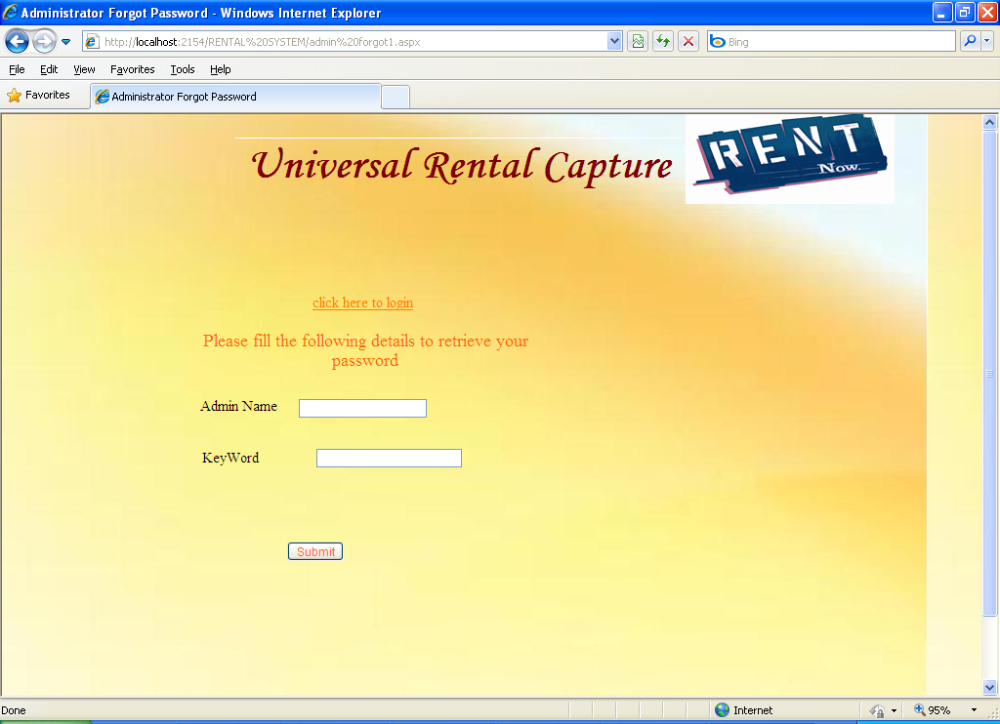 Administrator Forgot Password - Windows Internet Explorer
http://localhost:2154/RENTAL%20SYSTEM/admin%20forgot1.aspx
Bing
File Edit View Favorites Tools Help
Favorites
Administrator Forgot Password
Universal Rental Capture
RENT
Now.
click here to login
Please fill the following details to retrieve your
password
Admin Name
KeyWord
Submit
Done
Internet
95%